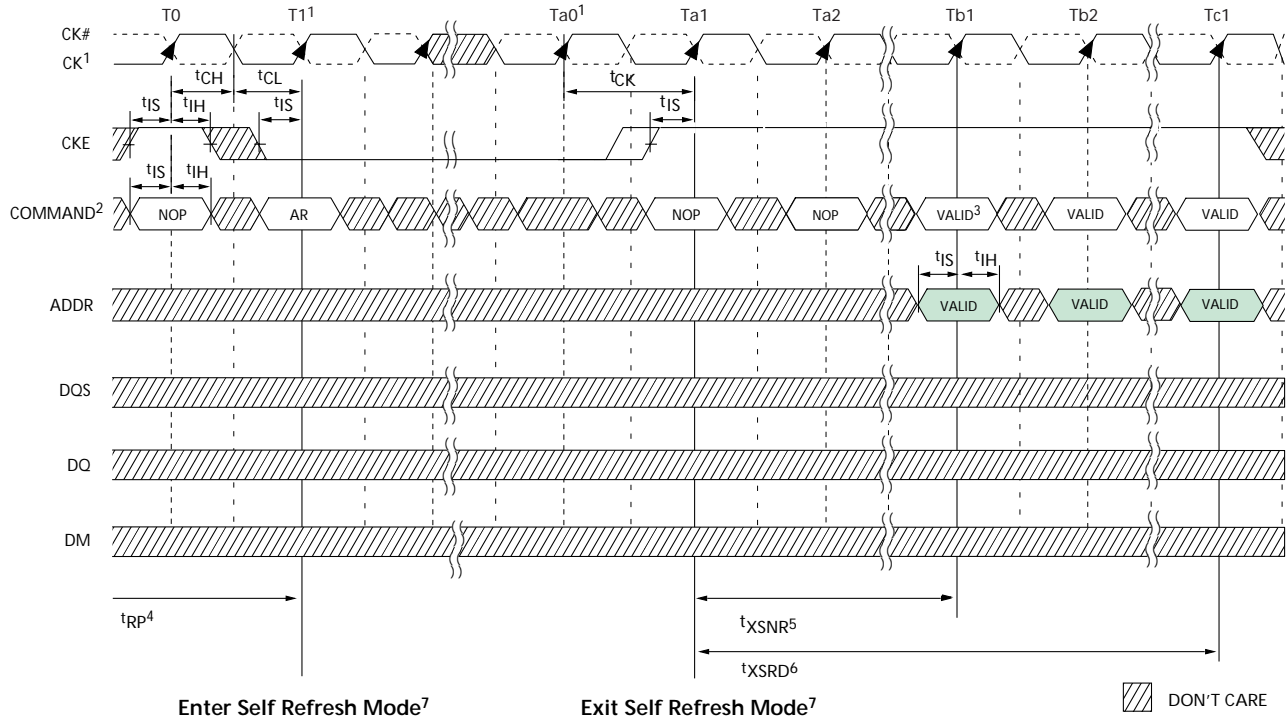 T0 T1¹ Ta0¹ Ta1 Ta2 Tb1 Tb2 Tc1
CK#
CK¹
tCH tCL tCK
tIS tIH tIS tIS
CKE
tIS tIH
COMMAND² NOP AR NOP NOP VALID³ VALID VALID
tIS tIH
ADDR VALID VALID VALID
DQS
DQ
DM
tRP⁴ tXSNR⁵
tXSRD⁶
Enter Self Refresh Mode⁷ Exit Self Refresh Mode⁷ DON'T CARE